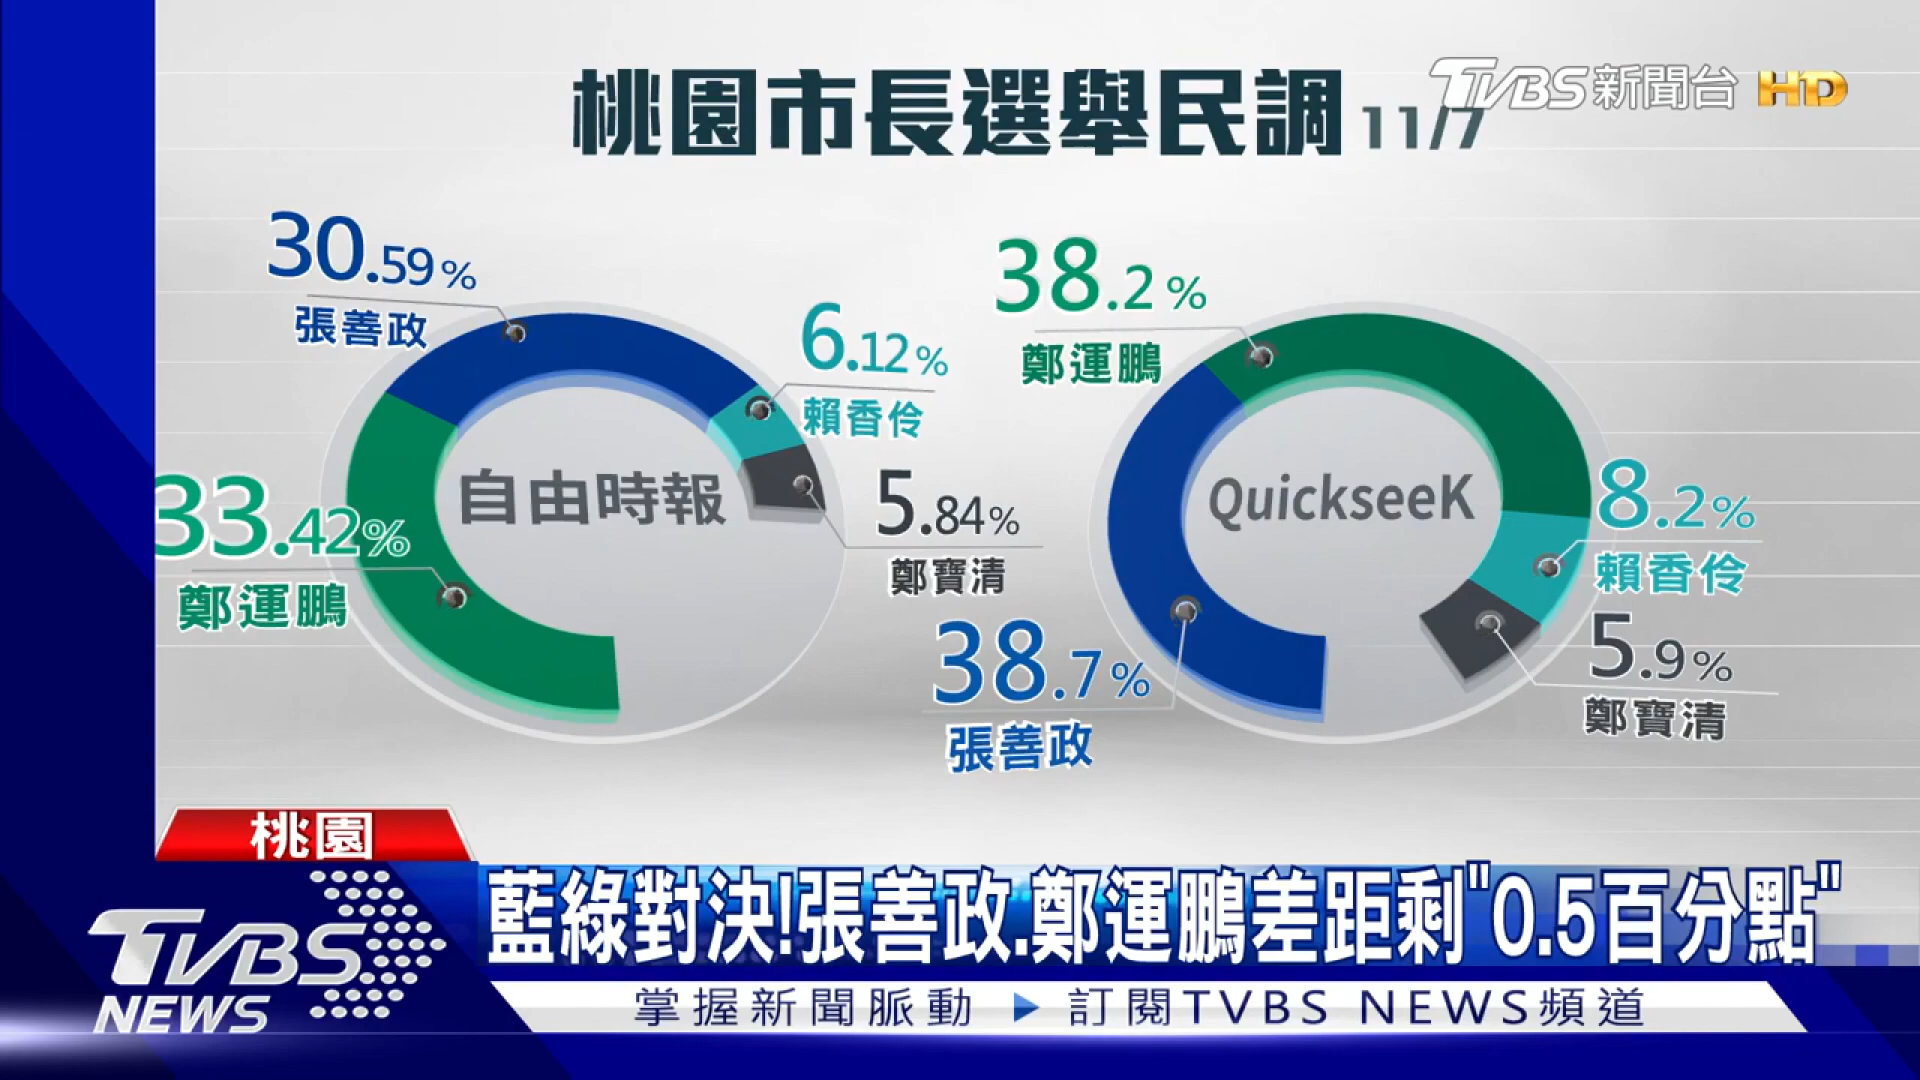 桃園市長選舉民調 11/7
TVBS新聞台 HD
30.59%
張善政
6.12%
賴香伶
5.84%
鄭寶清
33.42%
鄭運鵬
自由時報
38.2%
鄭運鵬
8.2%
賴香伶
5.9%
鄭寶清
38.7%
張善政
QuickseeK
桃園
藍綠對決!張善政.鄭運鵬差距剩"0.5百分點"
TVBS
NEWS
掌握新聞脈動 ▶ 訂閱TVBS NEWS頻道